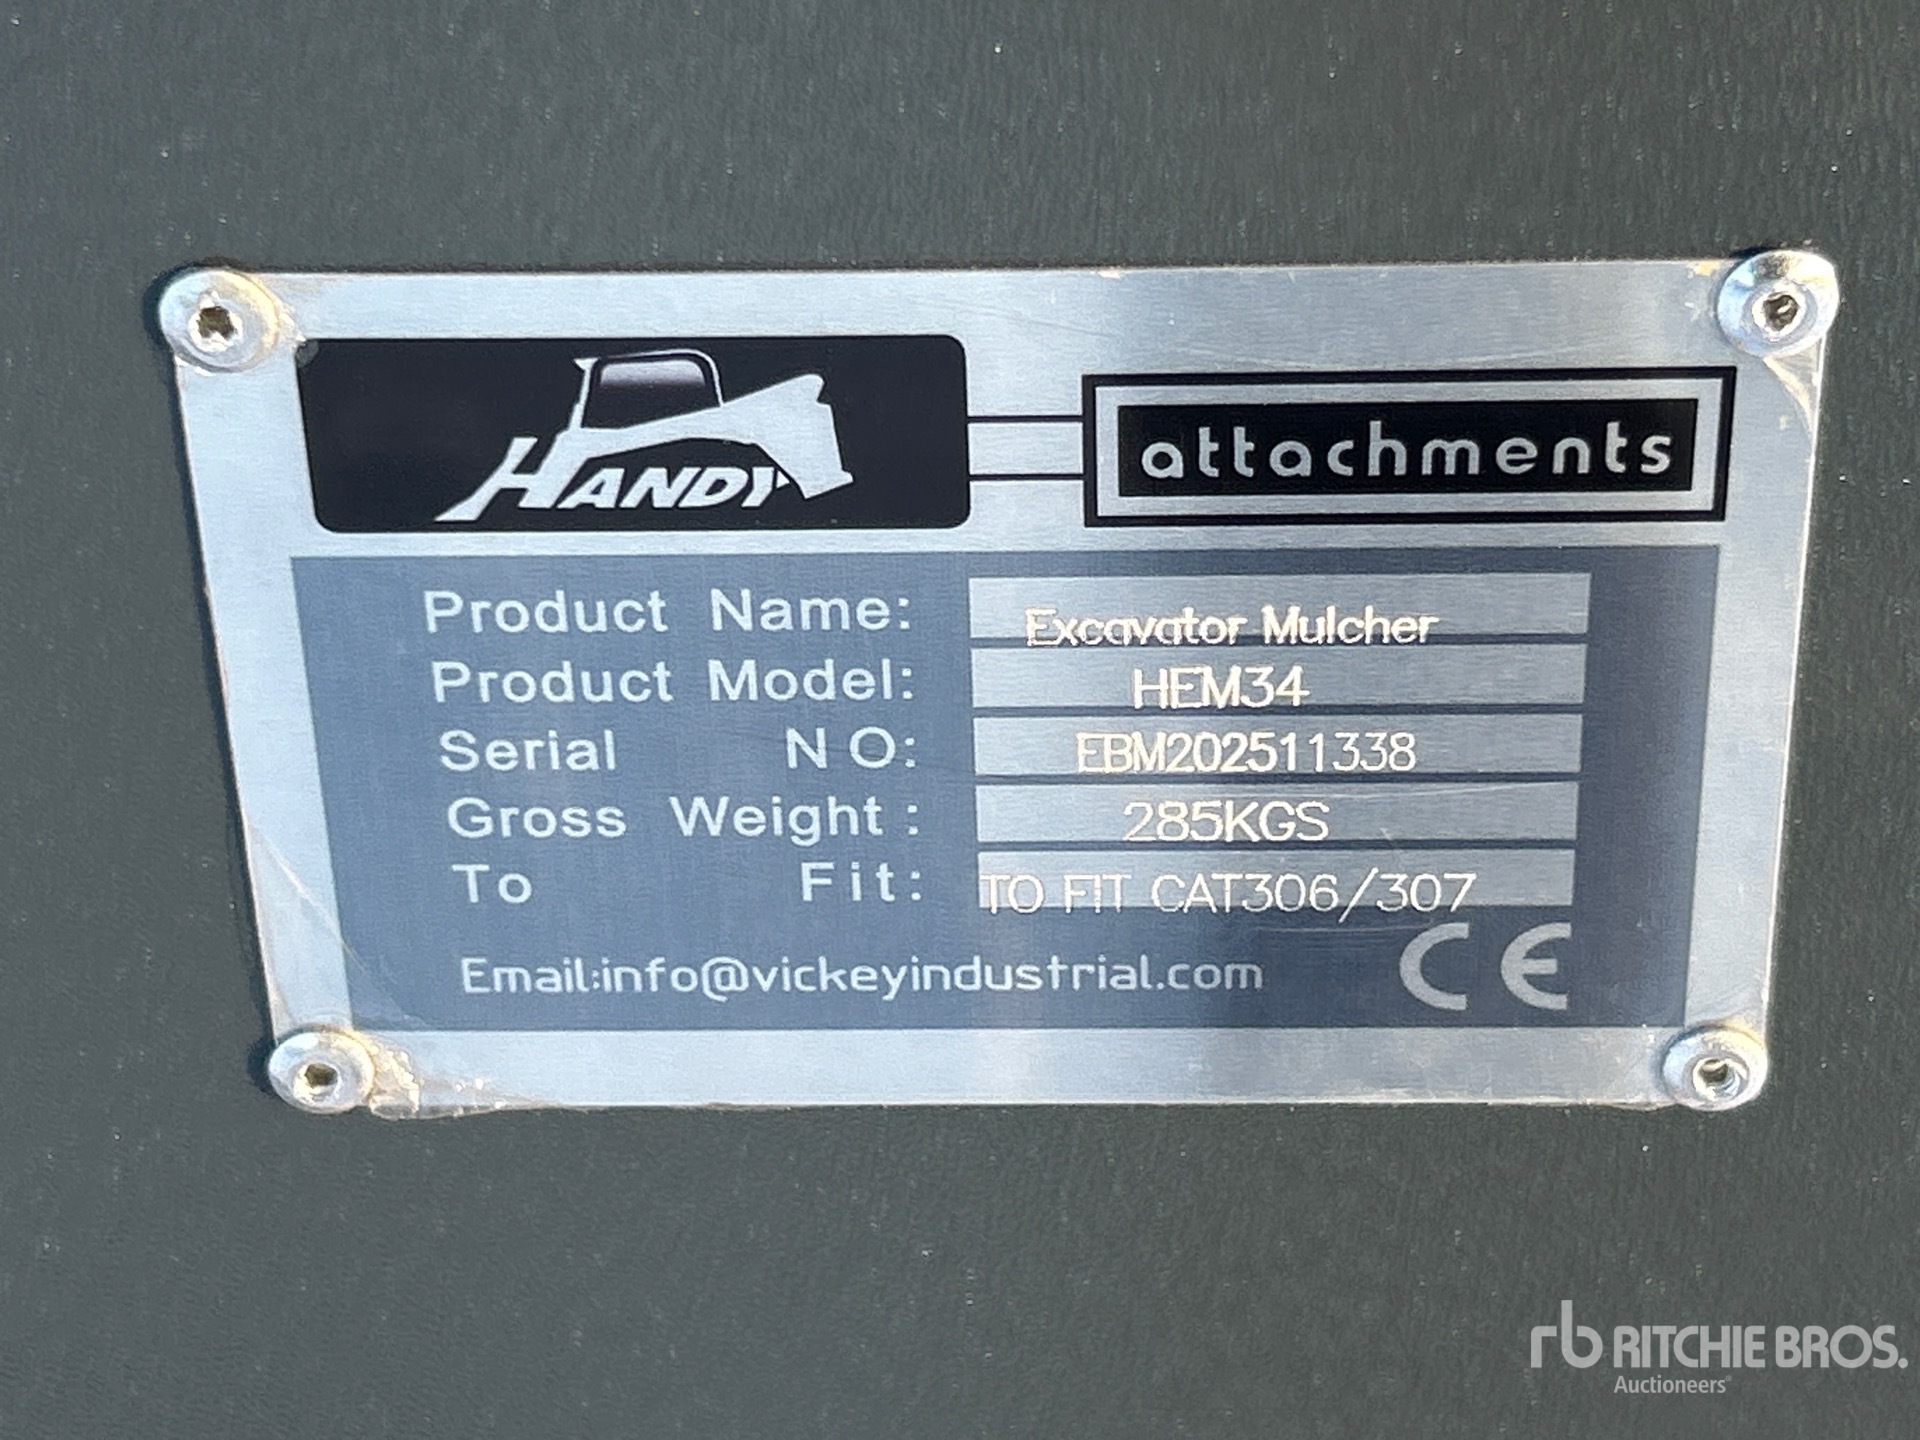 HANDY
attachments
Product Name: Excavator Mulcher
Product Model: HEM34
Serial NO: EBM202511338
Gross Weight: 285KGS
To Fit: TO FIT CAT306/307
Email:info@vickeyindustrial.com CE
rb RITCHIE BROS.
Auctioneers